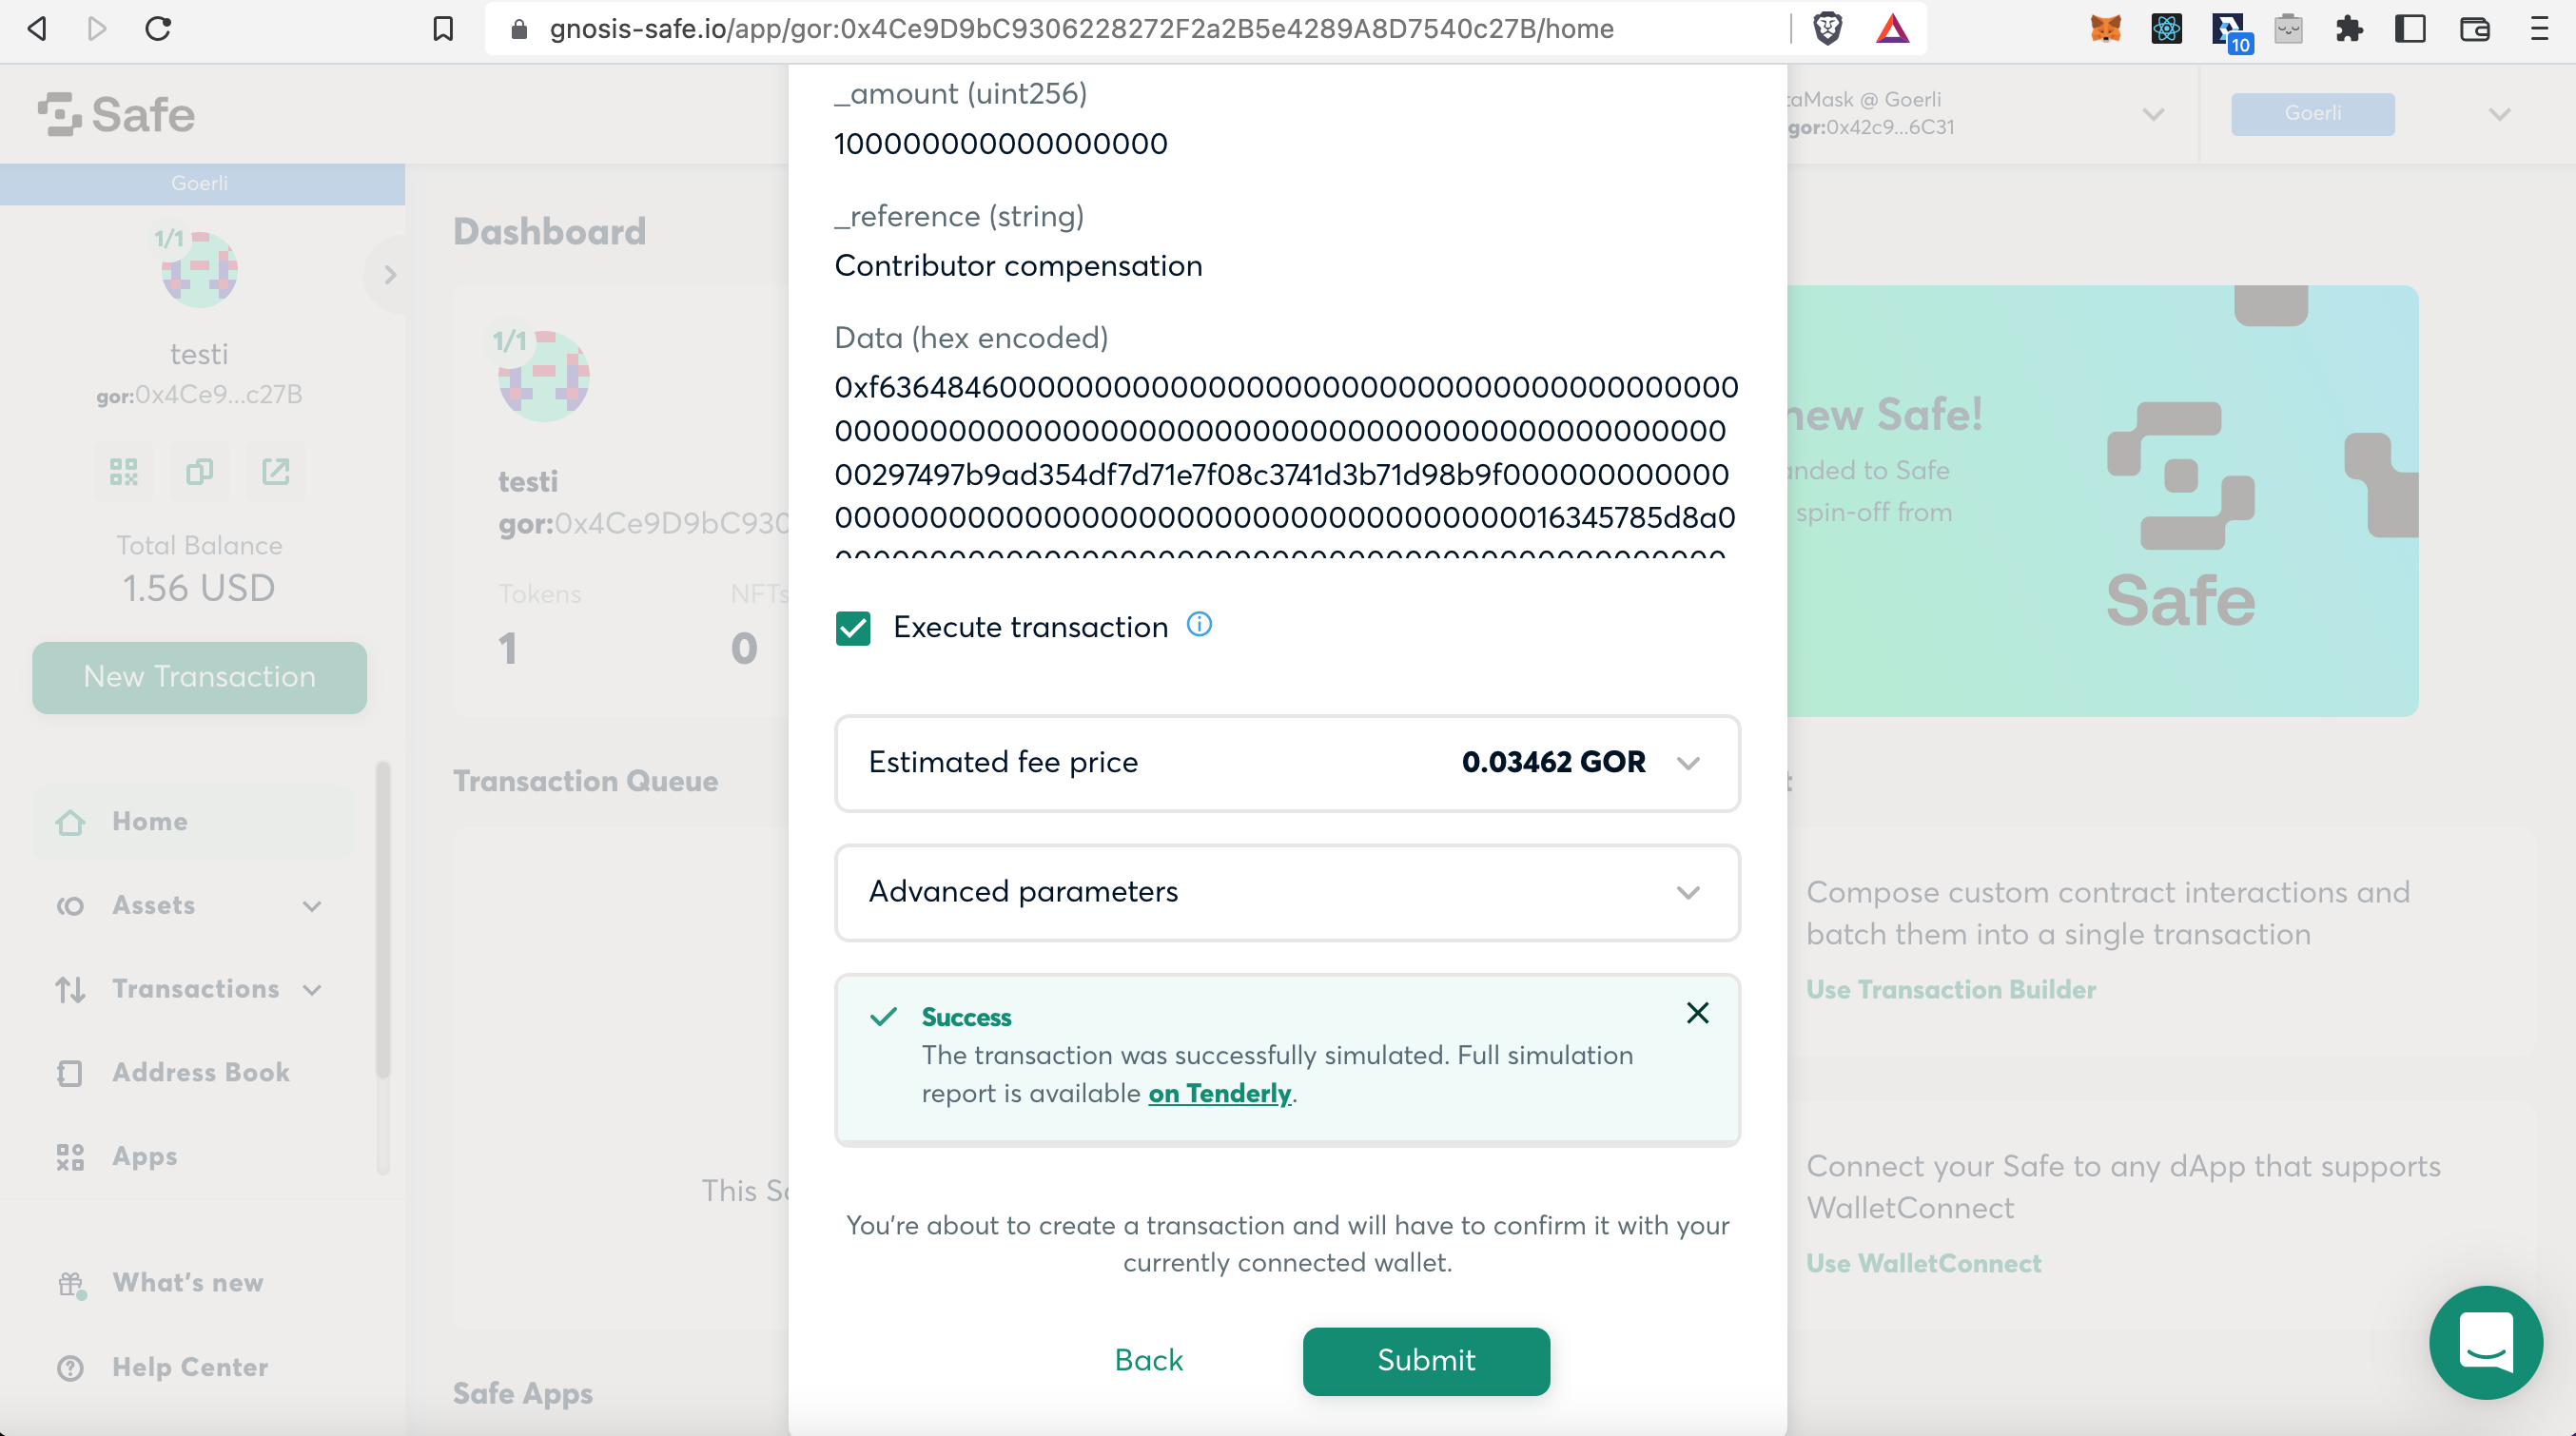 gnosis-safe.io/app/gor:0x4Ce9D9bC9306228272F2a2B5e4289A8D7540c27B/home
10
Safe
_amount (uint256)
100000000000000000
taMask @ Goerli
gor:0x42c9...6C31
Goerli
Goerli
1/1
testi
gor:0x4Ce9...c27B
Total Balance
1.56 USD
New Transaction
Home
Assets
Transactions
Address Book
Apps
What's new
Help Center
Dashboard
1/1
testi
gor:0x4Ce9D9bC930
Tokens
NFTs
1
0
Transaction Queue
This Sa
Safe Apps
_reference (string)
Contributor compensation
Data (hex encoded)
0xf6364846000000000000000000000000000000000000000
00000000000000000000000000000000000000000000000
00297497b9ad354df7d71e7f08c3741d3b71d98b9f000000000000
000000000000000000000000000000000000016345785d8a0
Execute transaction
Estimated fee price
0.03462 GOR
Advanced parameters
Success
The transaction was successfully simulated. Full simulation
report is available on Tenderly.
You're about to create a transaction and will have to confirm it with your
currently connected wallet.
Back
Submit
new Safe!
anded to Safe
spin-off from
Safe
Compose custom contract interactions and
batch them into a single transaction
Use Transaction Builder
Connect your Safe to any dApp that supports
WalletConnect
Use WalletConnect